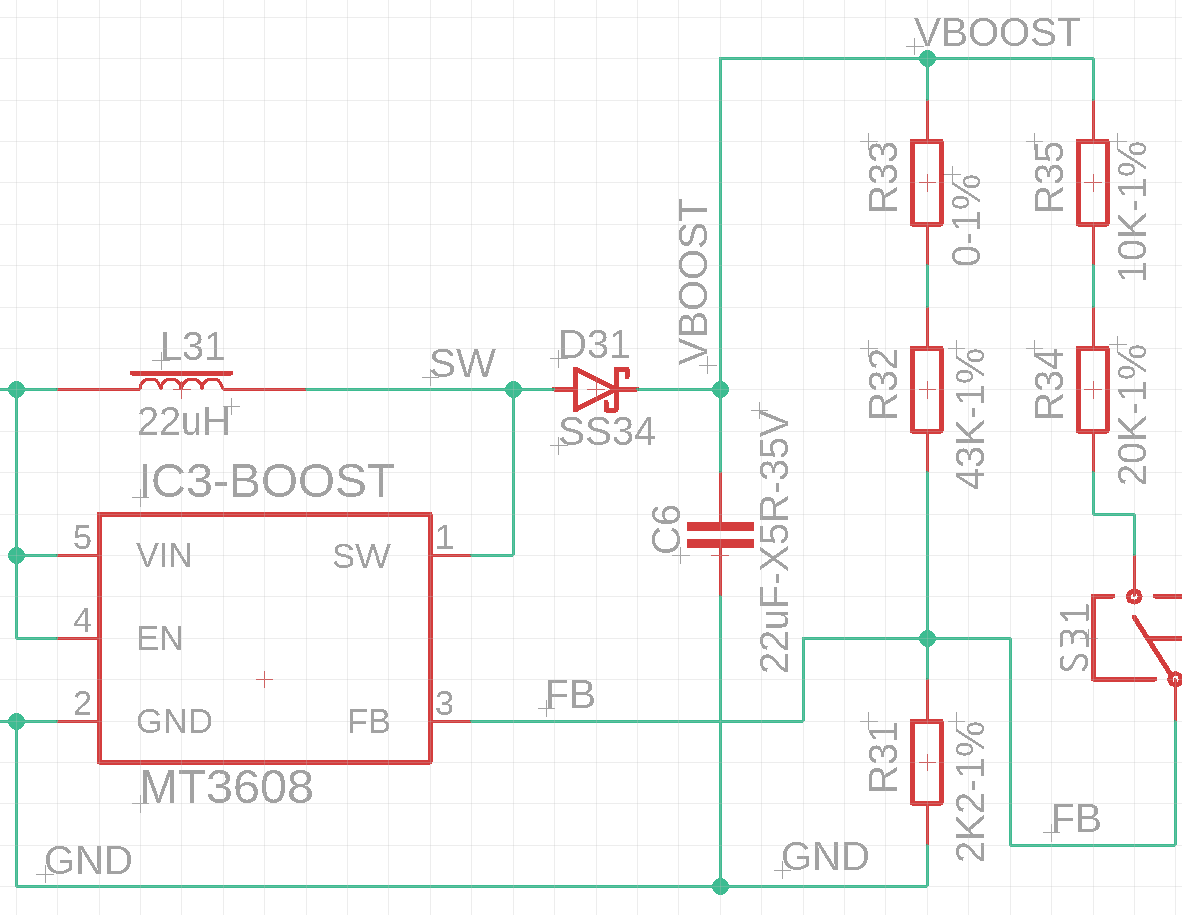 VBOOST
R33
0-1%
R35
10K-1%
VBOOST
L31
22uH
SW
D31
SS34
R32
43K-1%
R34
20K-1%
IC3-BOOST
5
VIN
SW
1
4
EN
2
GND
FB
3
MT3608
C6
22uF-X5R-35V
FB
S31
R31
2K2-1%
FB
GND
GND